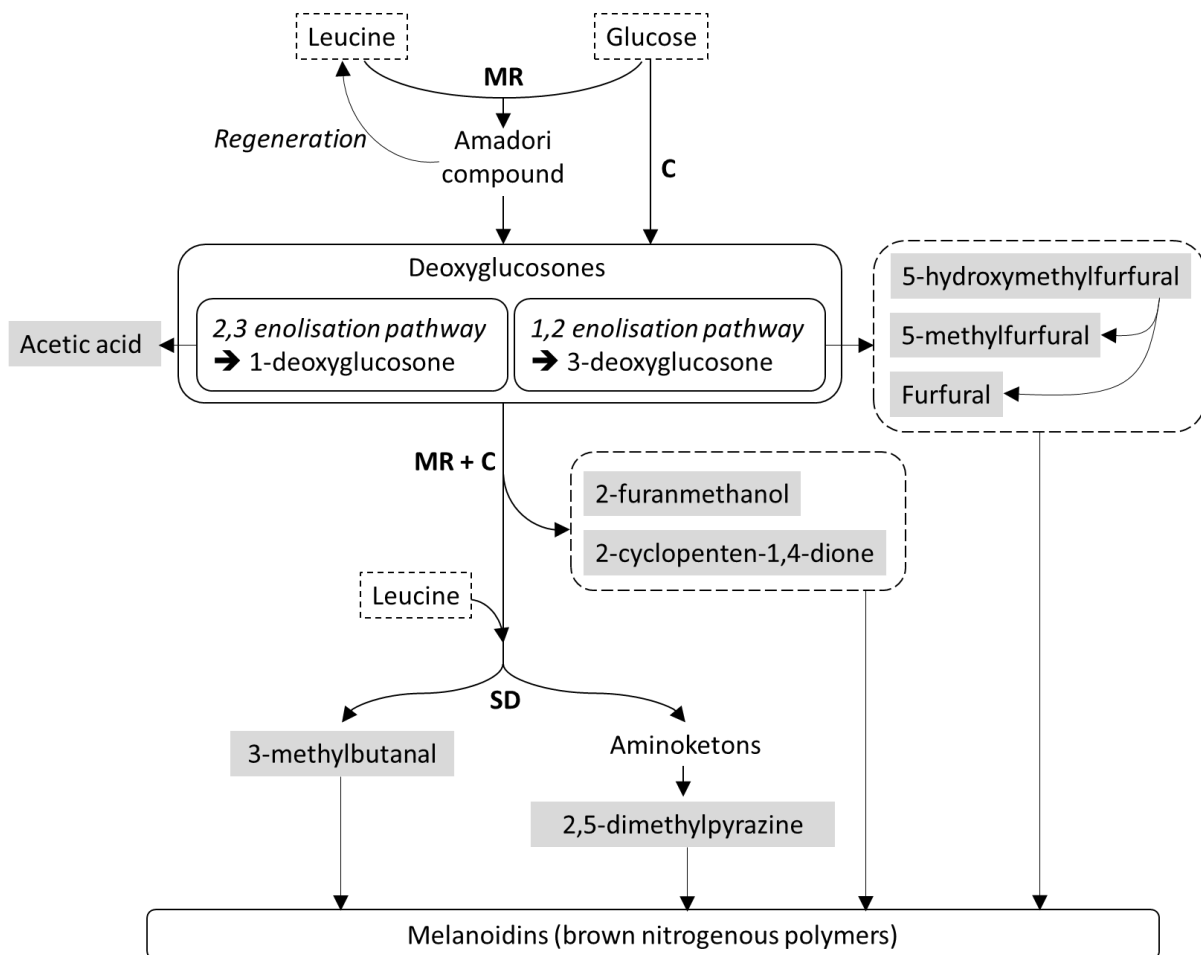 Leucine
Glucose
MR
Regeneration
Amadori
compound
C
Deoxyglucosones
2,3 enolisation pathway
➔ 1-deoxyglucosone
1,2 enolisation pathway
➔ 3-deoxyglucosone
Acetic acid
5-hydroxymethylfurfural
5-methylfurfural
Furfural
MR + C
2-furanmethanol
2-cyclopenten-1,4-dione
Leucine
SD
3-methylbutanal
Aminoketons
2,5-dimethylpyrazine
Melanoidins (brown nitrogenous polymers)